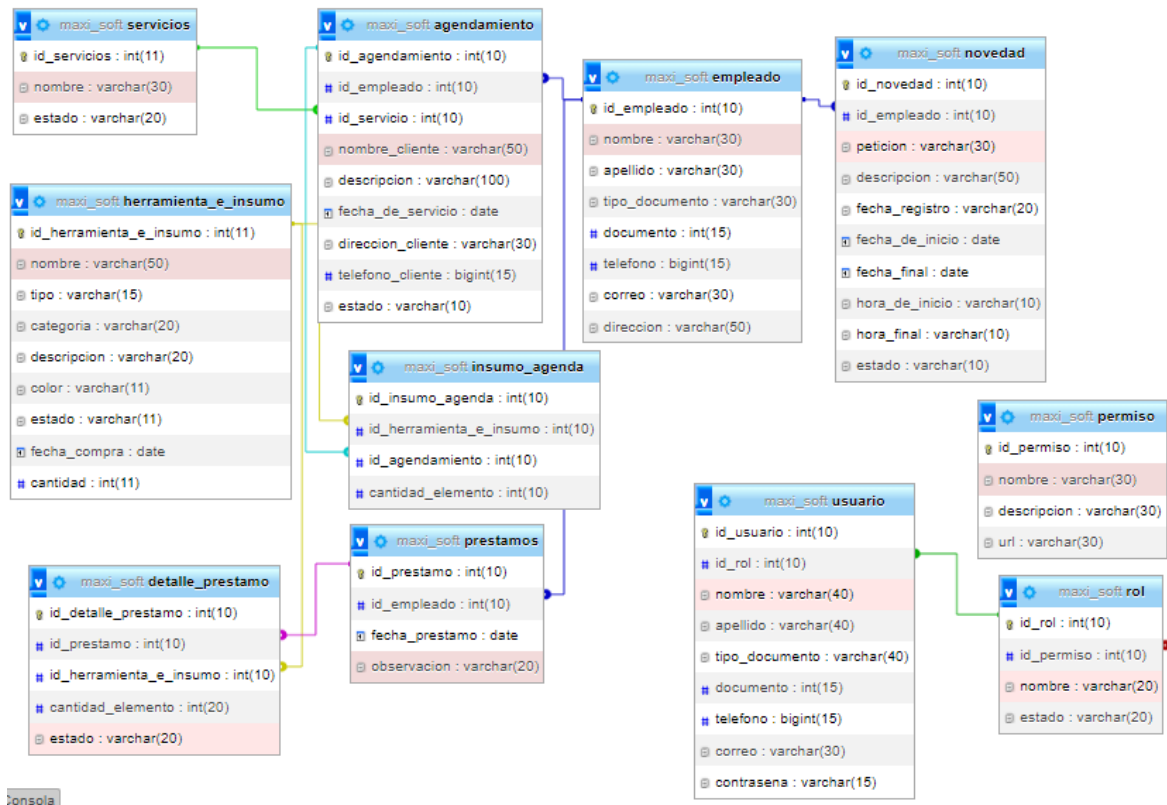 maxi_soft servicios
id_servicios : int(11)
nombre : varchar(30)
estado : varchar(20)
maxi_soft agendamiento
id_agendamiento : int(10)
id_empleado : int(10)
id_servicio : int(10)
nombre_cliente : varchar(50)
descripcion : varchar(100)
fecha_de_servicio : date
direccion_cliente : varchar(30)
telefono_cliente : bigint(15)
estado : varchar(10)
maxi_soft empleado
id_empleado : int(10)
nombre : varchar(30)
apellido : varchar(30)
tipo_documento : varchar(30)
documento : int(15)
telefono : bigint(15)
correo : varchar(30)
direccion : varchar(50)
maxi_soft novedad
id_novedad : int(10)
id_empleado : int(10)
peticion : varchar(30)
descripcion : varchar(50)
fecha_registro : varchar(20)
fecha_de_inicio : date
fecha_final : date
hora_de_inicio : varchar(10)
hora_final : varchar(10)
estado : varchar(10)
maxi_soft herramienta_e_insumo
id_herramienta_e_insumo : int(11)
nombre : varchar(50)
tipo : varchar(15)
categoria : varchar(20)
descripcion : varchar(20)
color : varchar(11)
estado : varchar(11)
fecha_compra : date
cantidad : int(11)
maxi_soft insumo_agenda
id_insumo_agenda : int(10)
id_herramienta_e_insumo : int(10)
id_agendamiento : int(10)
cantidad_elemento : int(10)
maxi_soft permiso
id_permiso : int(10)
nombre : varchar(30)
descripcion : varchar(30)
url : varchar(30)
maxi_soft usuario
id_usuario : int(10)
id_rol : int(10)
nombre : varchar(40)
apellido : varchar(40)
tipo_documento : varchar(40)
documento : int(15)
telefono : bigint(15)
correo : varchar(30)
contrasena : varchar(15)
maxi_soft prestamos
id_prestamo : int(10)
id_empleado : int(10)
fecha_prestamo : date
observacion : varchar(20)
maxi_soft detalle_prestamo
id_detalle_prestamo : int(10)
id_prestamo : int(10)
id_herramienta_e_insumo : int(10)
cantidad_elemento : int(20)
estado : varchar(20)
maxi_soft rol
id_rol : int(10)
id_permiso : int(10)
nombre : varchar(20)
estado : varchar(20)
Consola